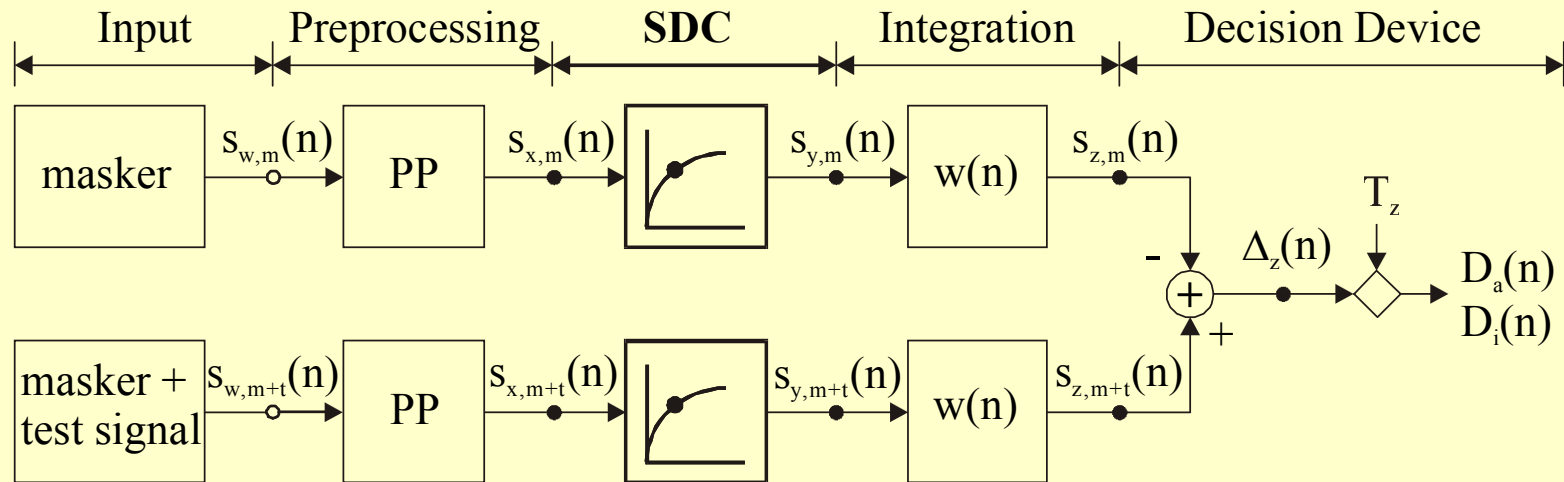 Input Preprocessing SDC Integration Decision Device
masker s_{w,m}(n) PP s_{x,m}(n) s_{y,m}(n) w(n) s_{z,m}(n)
T_z
- Δ_z(n)
+ D_a(n)
D_i(n)
+
masker + s_{w,m+t}(n) PP s_{x,m+t}(n) s_{y,m+t}(n) w(n) s_{z,m+t}(n)
test signal